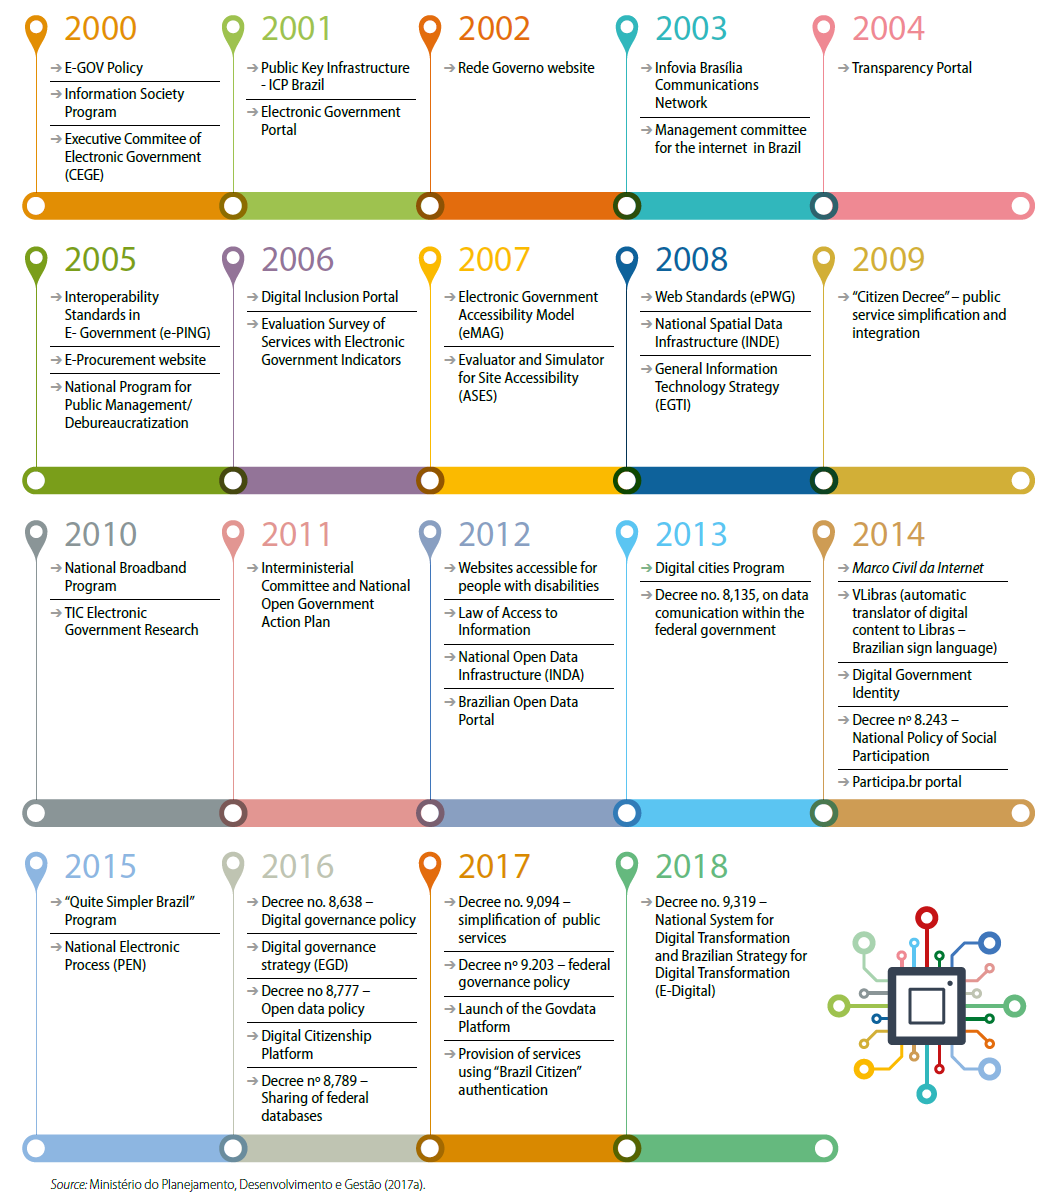 2000
→E-GOV Policy
→Information Society
Program
→Executive Commitee of
Electronic Government
(CEGE)
2001
→Public Key Infrastructure
- ICP Brazil
→Electronic Government
Portal
2002
→Rede Governo website
2003
→Infovia Brasília
Communications
Network
→Management committee
for the internet in Brazil
2004
→Transparency Portal
2005
→Interoperability
Standards in
E- Government (e-PING)
→E-Procurement website
→National Program for
Public Management/
Debureaucratization
2006
→Digital Inclusion Portal
→Evaluation Survey of
Services with Electronic
Government Indicators
2007
→Electronic Government
Accessibility Model
(eMAG)
→Evaluator and Simulator
for Site Accessibility
(ASES)
2008
→Web Standards (ePWG)
→National Spatial Data
Infrastructure (INDE)
→General Information
Technology Strategy
(EGTI)
2009
→“Citizen Decree” – public
service simplification and
integration
2010
→National Broadband
Program
→TIC Electronic
Government Research
2011
→Interministerial
Committee and National
Open Government
Action Plan
2012
→Websites accessible for
people with disabilities
→Law of Access to
Information
→National Open Data
Infrastructure (INDA)
→Brazilian Open Data
Portal
2013
→Digital cities Program
→Decree no. 8,135, on data
comunication within the
federal government
2014
→Marco Civil da Internet
→VLibras (automatic
translator of digital
content to Libras –
Brazilian sign language)
→Digital Government
Identity
→Decree nº 8.243 –
National Policy of Social
Participation
→Participa.br portal
2015
→“Quite Simpler Brazil”
Program
→National Electronic
Process (PEN)
2016
→Decree no. 8,638 –
Digital governance policy
→Digital governance
strategy (EGD)
→Decree no 8,777 –
Open data policy
→Digital Citizenship
Platform
→Decree nº 8,789 –
Sharing of federal
databases
2017
→Decree no. 9,094 –
simplification of public
services
→Decree nº 9.203 – federal
governance policy
→Launch of the Govdata
Platform
→Provision of services
using “Brazil Citizen”
authentication
2018
→Decree no. 9,319 –
National System for
Digital Transformation
and Brazilian Strategy for
Digital Transformation
(E-Digital)
Source: Ministério do Planejamento, Desenvolvimento e Gestão (2017a).